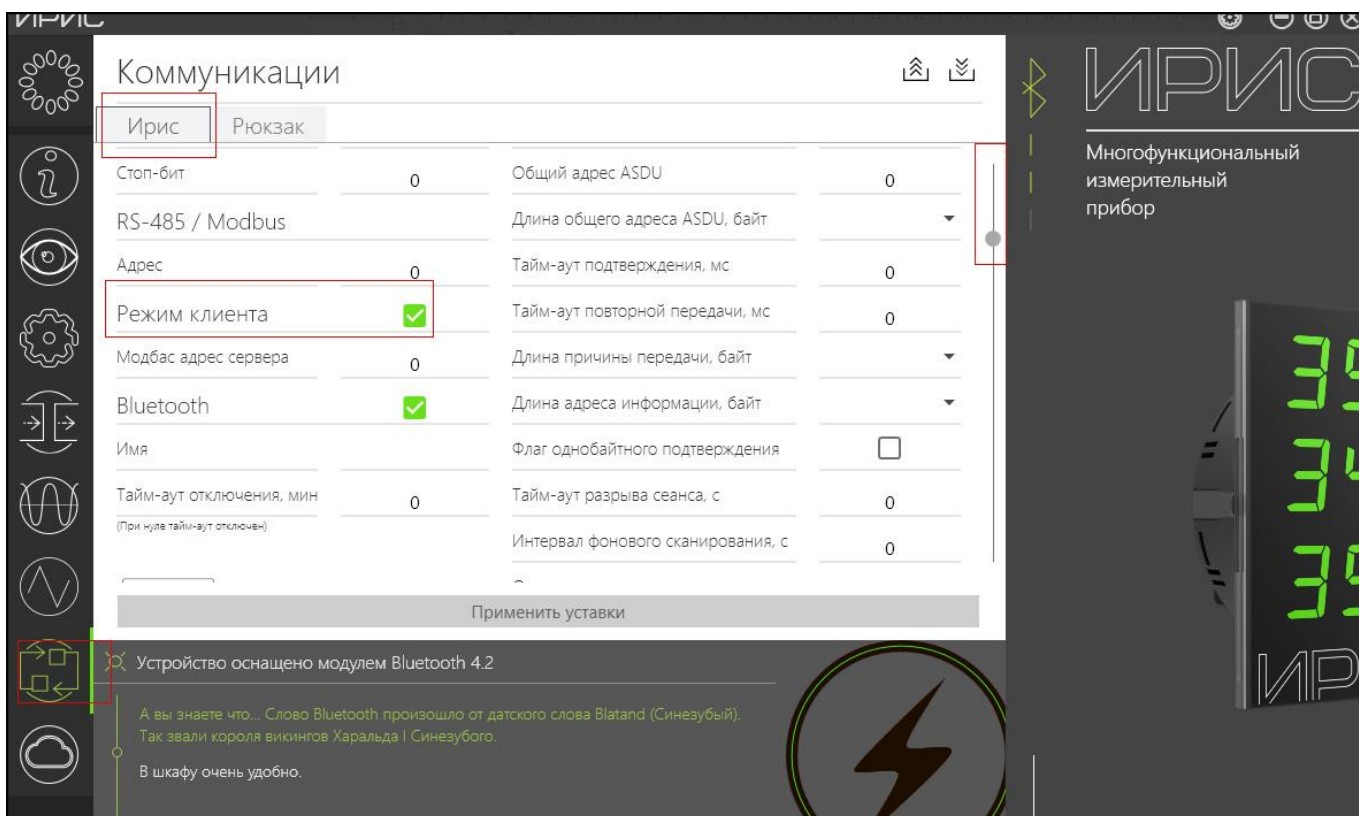 ИРИС
Коммуникации
Ирис
Рюкзак
Стоп-бит 0
RS-485 / Modbus
Адрес 0
Режим клиента
Модбас адрес сервера 0
Bluetooth
Имя
Тайм-аут отключения, мин 0
(При нуле тайм-аут отключен)
Общий адрес ASDU 0
Длина общего адреса ASDU, байт
Тайм-аут подтверждения, мс 0
Тайм-аут повторной передачи, мс 0
Длина причины передачи, байт
Длина адреса информации, байт
Флаг однобайтного подтверждения
Тайм-аут разрыва сеанса, с 0
Интервал фонового сканирования, с 0
Применить уставки
Устройство оснащено модулем Bluetooth 4.2
А вы знаете что... Слово Bluetooth произошло от датского слова Blatand (Синезубый).
Так звали короля викингов Харальда I Синезубого.
В шкафу очень удобно.
ИРИС
Многофункциональный
измерительный
прибор